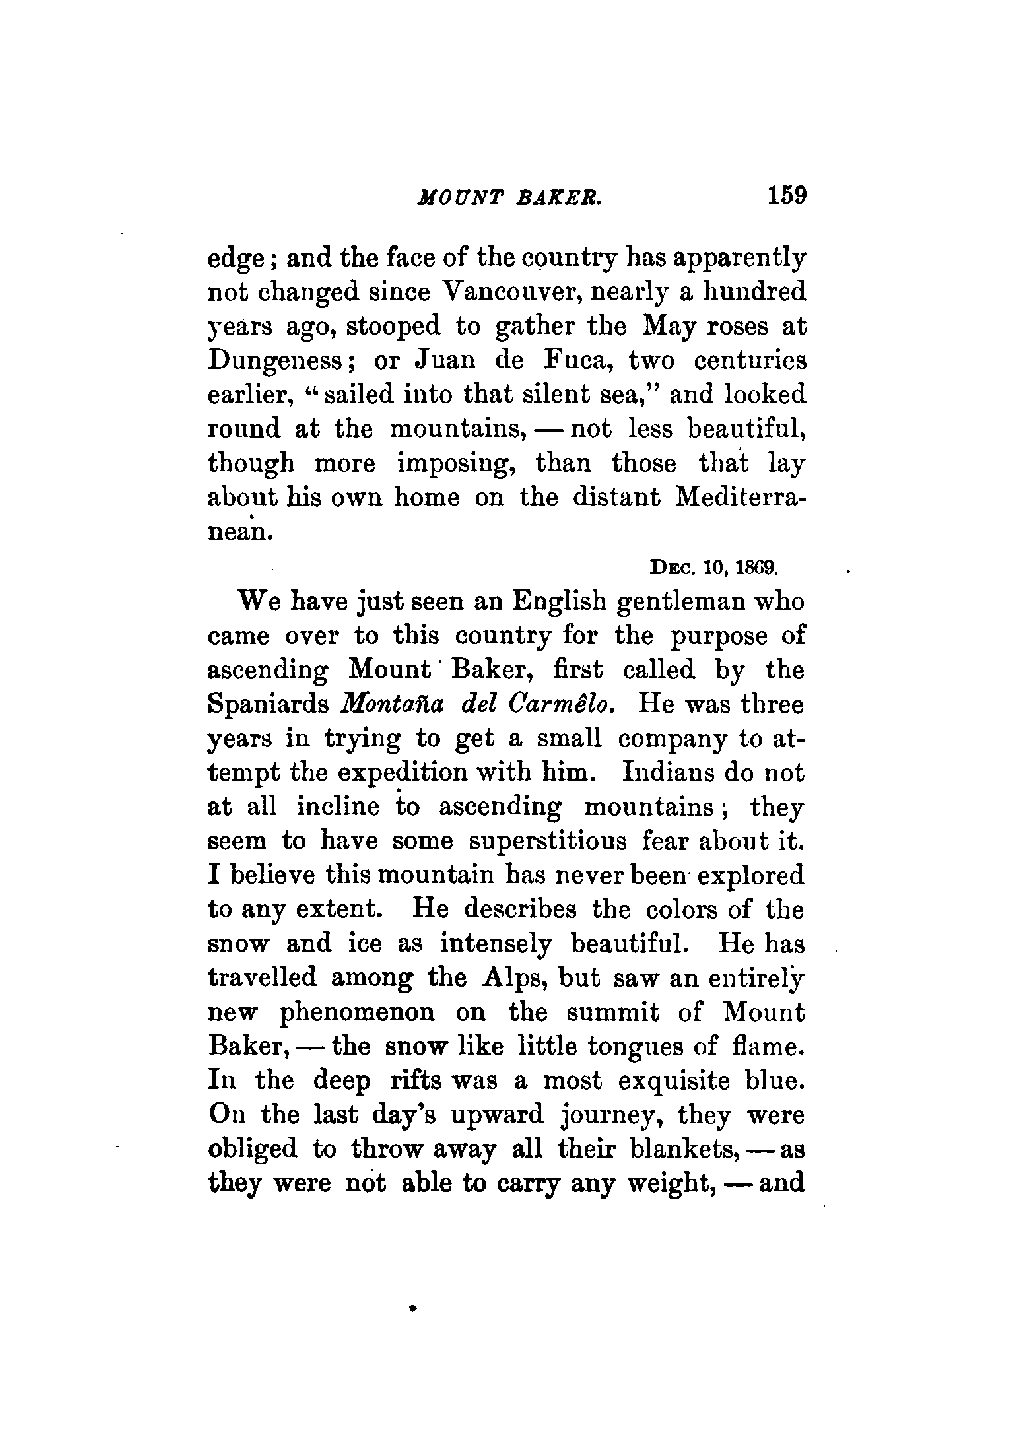 MOUNT BAKER. 159
edge; and the face of the country has apparently
not changed since Vancouver, nearly a hundred
years ago, stooped to gather the May roses at
Dungeness; or Juan de Fuca, two centuries
earlier, “sailed into that silent sea,” and looked
round at the mountains, — not less beautiful,
though more imposing, than those that lay
about his own home on the distant Mediterra-
nean.
DEC. 10, 1869.
We have just seen an English gentleman who
came over to this country for the purpose of
ascending Mount Baker, first called by the
Spaniards Montaña del Carmêlo. He was three
years in trying to get a small company to at-
tempt the expedition with him. Indians do not
at all incline to ascending mountains; they
seem to have some superstitious fear about it.
I believe this mountain has never been explored
to any extent. He describes the colors of the
snow and ice as intensely beautiful. He has
travelled among the Alps, but saw an entirely
new phenomenon on the summit of Mount
Baker, — the snow like little tongues of flame.
In the deep rifts was a most exquisite blue.
On the last day's upward journey, they were
obliged to throw away all their blankets, — as
they were not able to carry any weight, — and